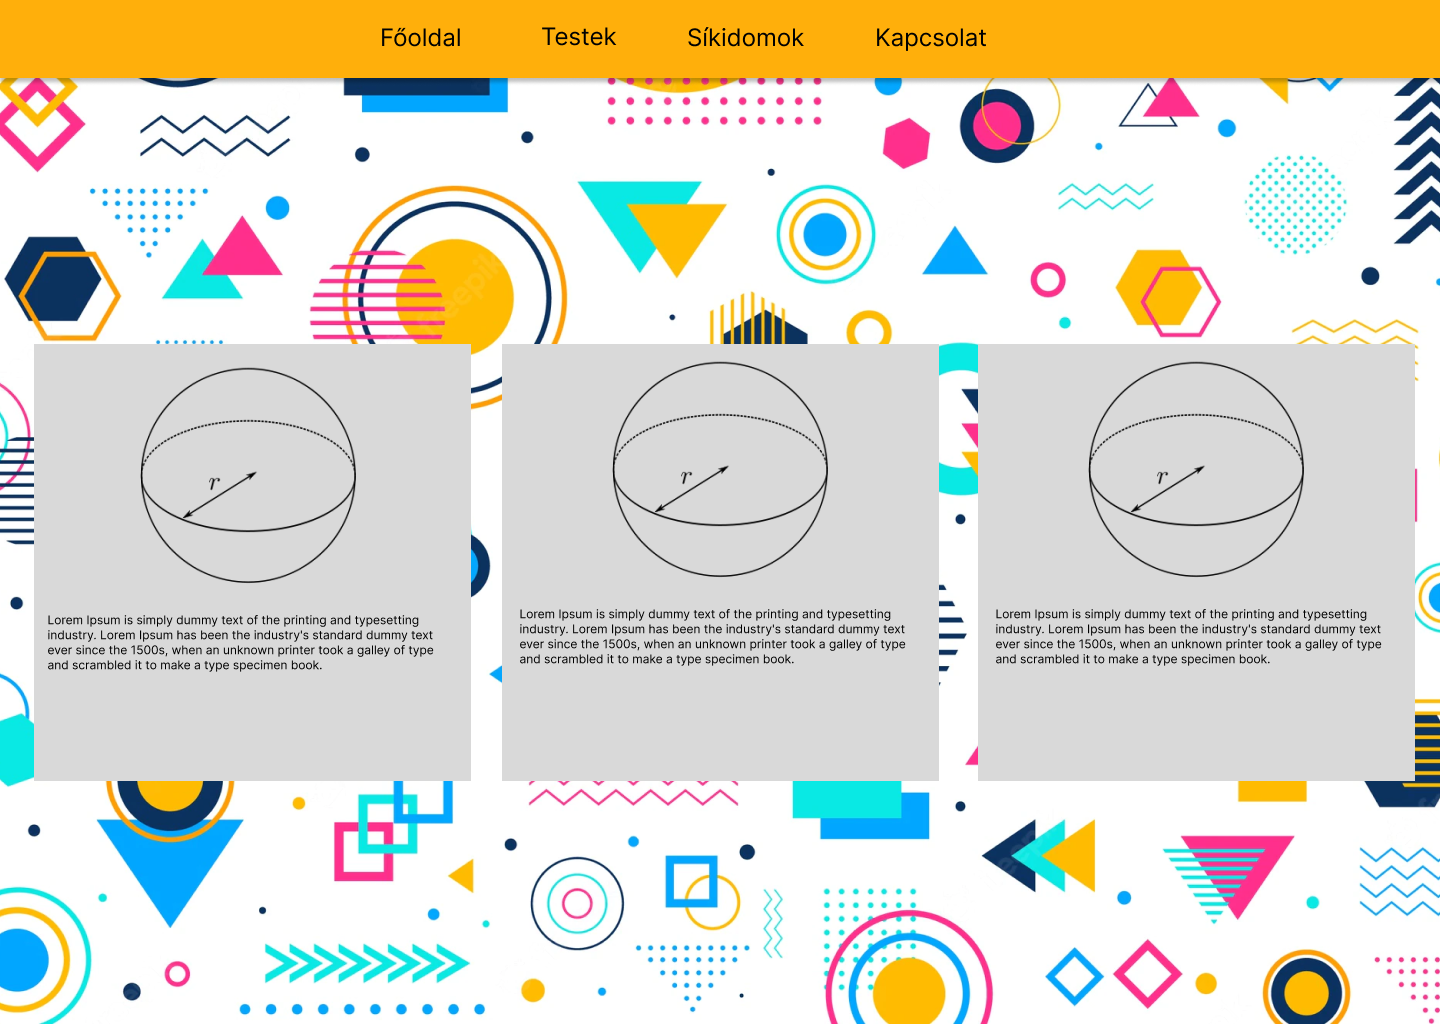 Főoldal
Testek
Síkidomok
Kapcsolat
r
Lorem Ipsum is simply dummy text of the printing and typesetting
industry. Lorem Ipsum has been the industry's standard dummy text
ever since the 1500s, when an unknown printer took a galley of type
and scrambled it to make a type specimen book.
r
Lorem Ipsum is simply dummy text of the printing and typesetting
industry. Lorem Ipsum has been the industry's standard dummy text
ever since the 1500s, when an unknown printer took a galley of type
and scrambled it to make a type specimen book.
r
Lorem Ipsum is simply dummy text of the printing and typesetting
industry. Lorem Ipsum has been the industry's standard dummy text
ever since the 1500s, when an unknown printer took a galley of type
and scrambled it to make a type specimen book.